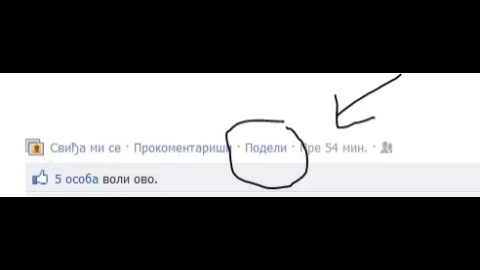 Свиђа ми се · Прокоментариши · Подели · Пре 54 мин. ·
5 особа воли ово.